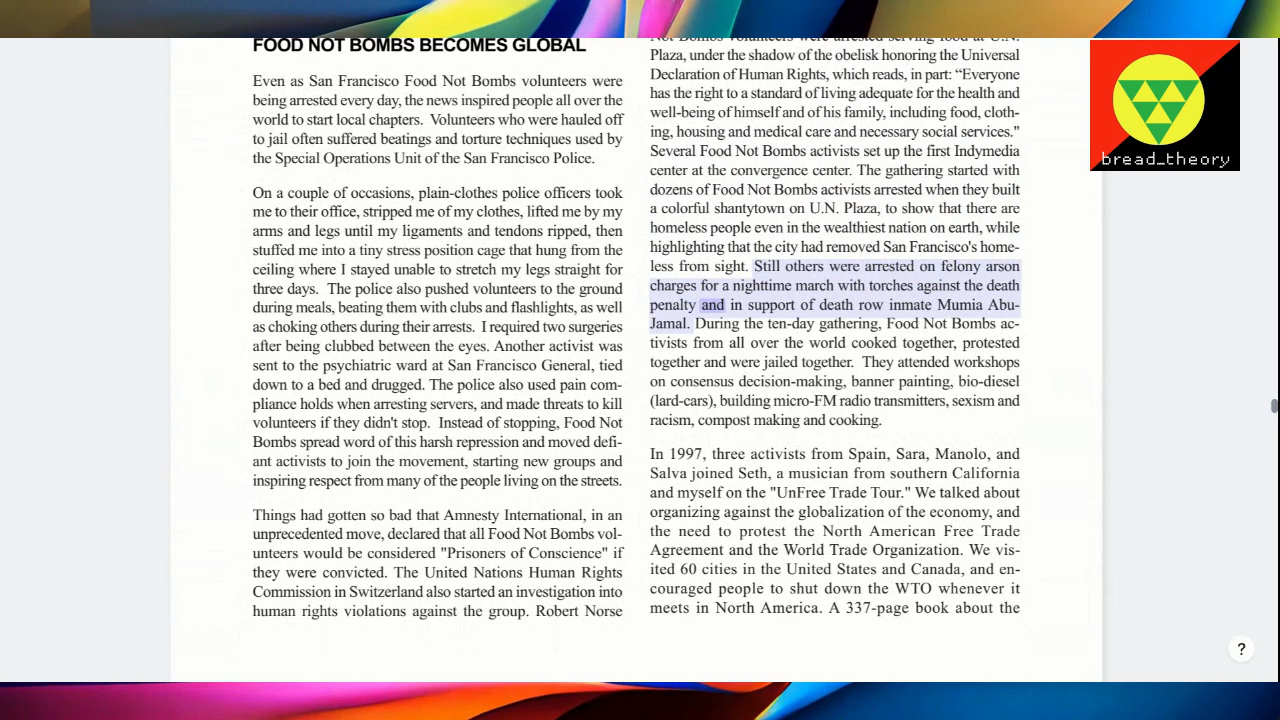 FOOD NOT BOMBS BECOMES GLOBAL
Even as San Francisco Food Not Bombs volunteers were
being arrested every day, the news inspired people all over the
world to start local chapters. Volunteers who were hauled off
to jail often suffered beatings and torture techniques used by
the Special Operations Unit of the San Francisco Police.
On a couple of occasions, plain-clothes police officers took
me to their office, stripped me of my clothes, lifted me by my
arms and legs until my ligaments and tendons ripped, then
stuffed me into a tiny stress position cage that hung from the
ceiling where I stayed unable to stretch my legs straight for
three days. The police also pushed volunteers to the ground
during meals, beating them with clubs and flashlights, as well
as choking others during their arrests. I required two surgeries
after being clubbed between the eyes. Another activist was
sent to the psychiatric ward at San Francisco General, tied
down to a bed and drugged. The police also used pain com-
pliance holds when arresting servers, and made threats to kill
volunteers if they didn't stop. Instead of stopping, Food Not
Bombs spread word of this harsh repression and moved defi-
ant activists to join the movement, starting new groups and
inspiring respect from many of the people living on the streets.
Things had gotten so bad that Amnesty International, in an
unprecedented move, declared that all Food Not Bombs vol-
unteers would be considered "Prisoners of Conscience" if
they were convicted. The United Nations Human Rights
Commission in Switzerland also started an investigation into
human rights violations against the group. Robert Norse
Not Bombs volunteers were arrested serving food at U.N.
Plaza, under the shadow of the obelisk honoring the Universal
Declaration of Human Rights, which reads, in part: “Everyone
has the right to a standard of living adequate for the health and
well-being of himself and of his family, including food, cloth-
ing, housing and medical care and necessary social services."
Several Food Not Bombs activists set up the first Indymedia
center at the convergence center. The gathering started with
dozens of Food Not Bombs activists arrested when they built
a colorful shantytown on U.N. Plaza, to show that there are
homeless people even in the wealthiest nation on earth, while
highlighting that the city had removed San Francisco's home-
less from sight. Still others were arrested on felony arson
charges for a nighttime march with torches against the death
penalty and in support of death row inmate Mumia Abu-
Jamal. During the ten-day gathering, Food Not Bombs ac-
tivists from all over the world cooked together, protested
together and were jailed together. They attended workshops
on consensus decision-making, banner painting, bio-diesel
(lard-cars), building micro-FM radio transmitters, sexism and
racism, compost making and cooking.
In 1997, three activists from Spain, Sara, Manolo, and
Salva joined Seth, a musician from southern California
and myself on the "UnFree Trade Tour." We talked about
organizing against the globalization of the economy, and
the need to protest the North American Free Trade
Agreement and the World Trade Organization. We vis-
ited 60 cities in the United States and Canada, and en-
couraged people to shut down the WTO whenever it
meets in North America. A 337-page book about the
bread_theory
?